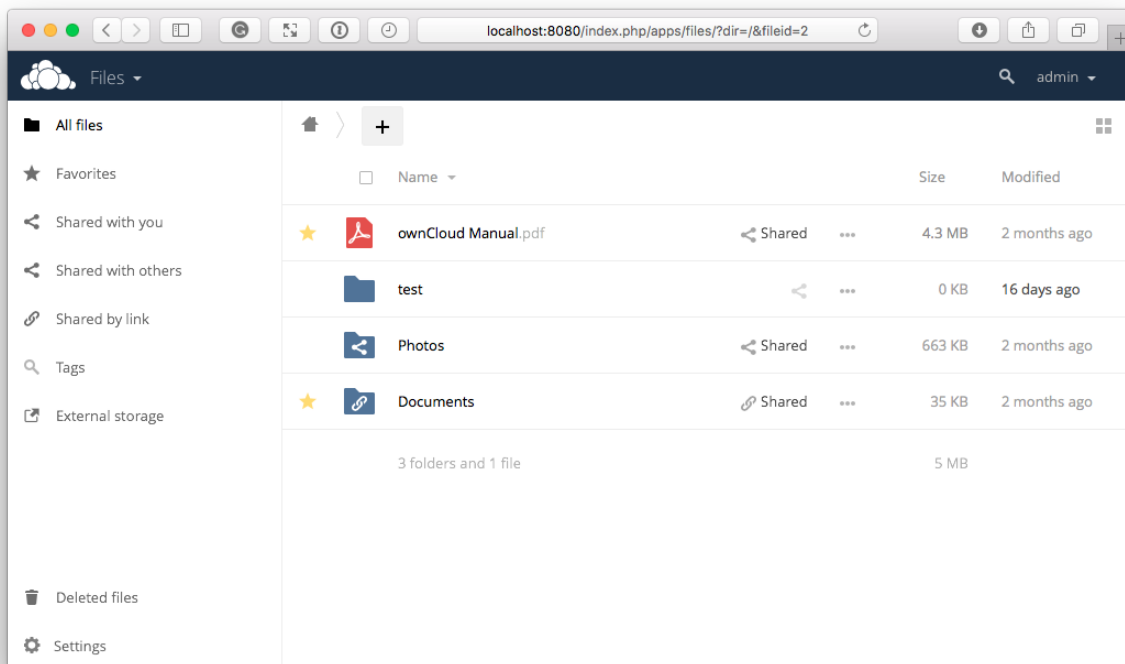 localhost:8080/index.php/apps/files/?dir=/&fileid=2
Files admin
All files
Favorites
Shared with you
Shared with others
Shared by link
Tags
External storage
Deleted files
Settings
Name Size Modified
ownCloud Manual.pdf Shared 4.3 MB 2 months ago
test 0 KB 16 days ago
Photos Shared 663 KB 2 months ago
Documents Shared 35 KB 2 months ago
3 folders and 1 file 5 MB